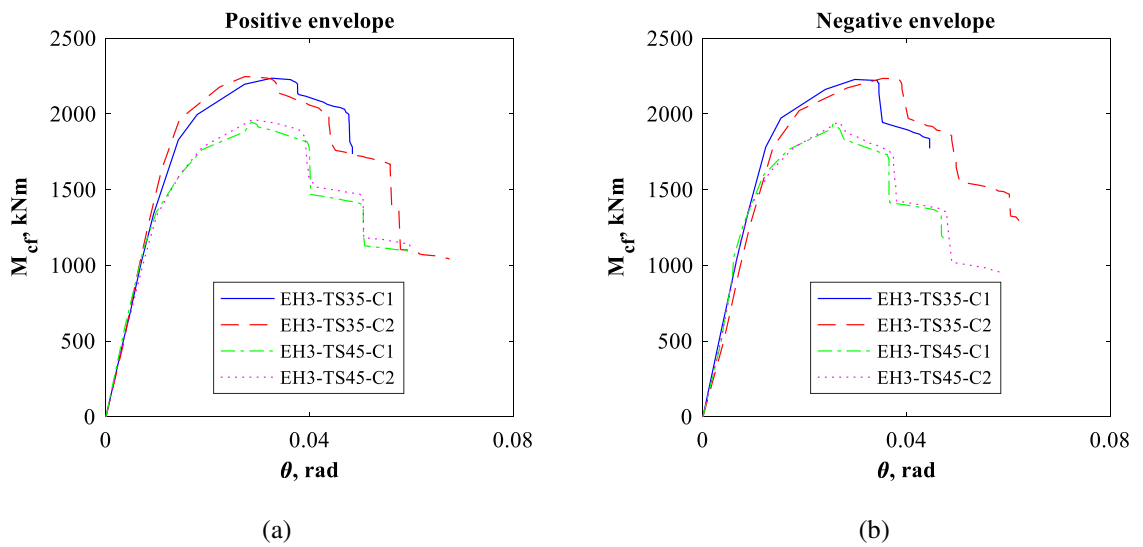 Positive envelope
2500
2000
1500
1000
500
0
M_cf, kNm
EH3-TS35-C1
EH3-TS35-C2
EH3-TS45-C1
EH3-TS45-C2
0 0.04 0.08
θ, rad
(a)
Negative envelope
2500
2000
1500
1000
500
0
M_cf, kNm
EH3-TS35-C1
EH3-TS35-C2
EH3-TS45-C1
EH3-TS45-C2
0 0.04 0.08
θ, rad
(b)